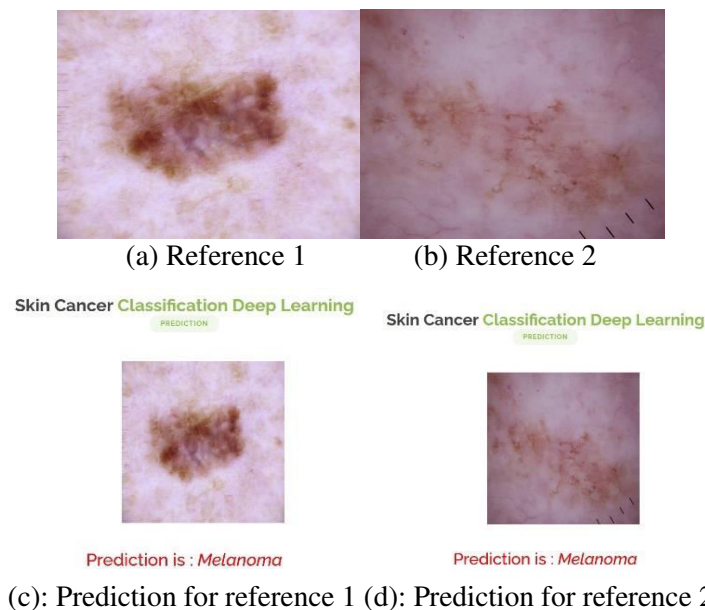 (a) Reference 1
(b) Reference 2
Skin Cancer Classification Deep Learning
PREDICTION
Prediction is : Melanoma
Skin Cancer Classification Deep Learning
PREDICTION
Prediction is : Melanoma
(c): Prediction for reference 1
(d): Prediction for reference 2